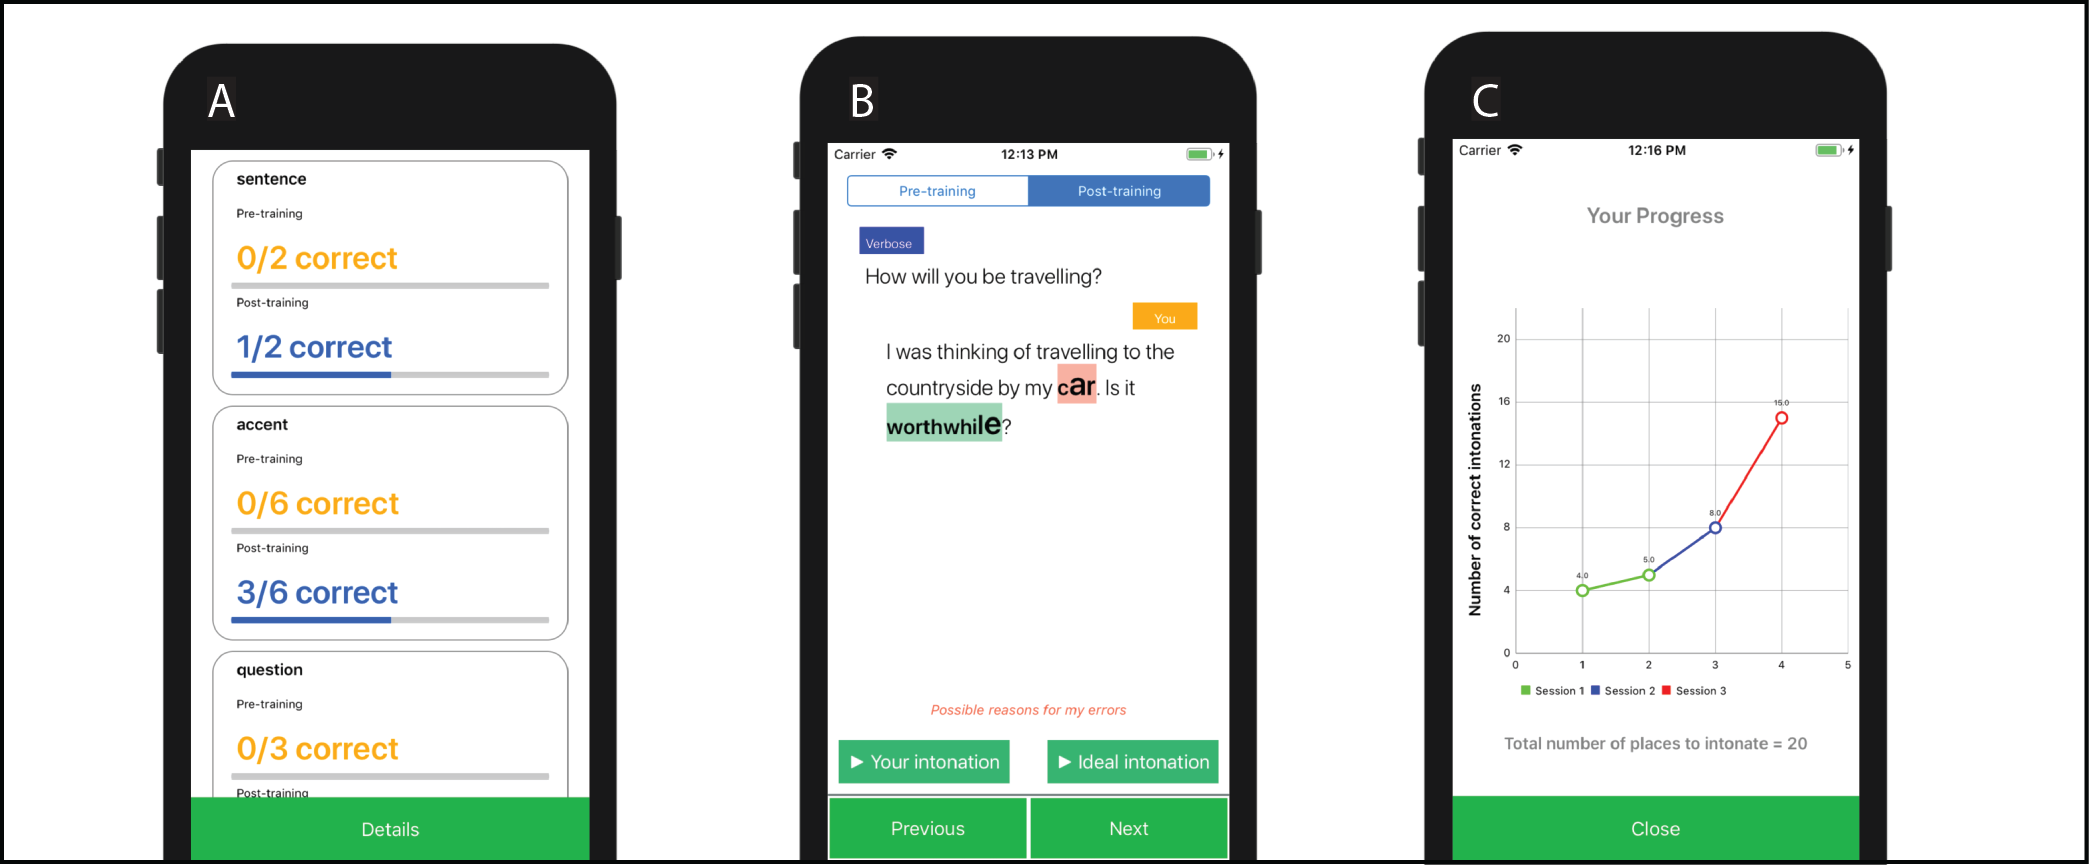 A
sentence
Pre-training
0/2 correct
Post-training
1/2 correct
accent
Pre-training
0/6 correct
Post-training
3/6 correct
question
Pre-training
0/3 correct
Post-training
Details
B
Carrier
12:13 PM
Pre-training
Post-training
Verbose
How will you be travelling?
You
I was thinking of travelling to the
countryside by my car. Is it
worthwhile?
Possible reasons for my errors
Your intonation
Ideal intonation
Previous
Next
C
Carrier
12:16 PM
Your Progress
Number of correct intonations
20
16
12
8
4
0
15.0
8.0
5.0
4.0
0 1 2 3 4 5
Session 1 Session 2 Session 3
Total number of places to intonate = 20
Close